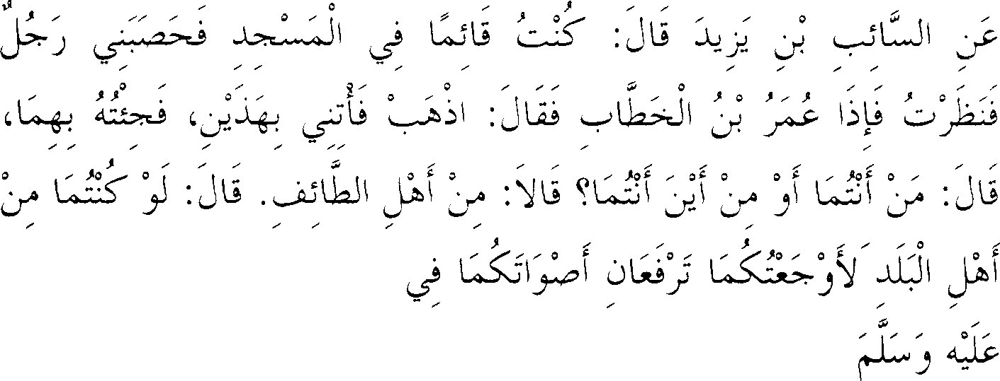 عَنِ السَّائِبِ بْنِ يَزِيدَ قَالَ: كُنْتُ قَائِمًا فِي الْمَسْجِدِ فَحَصَبَنِي رَجُلٌ
فَنَظَرْتُ فَإِذَا عُمَرُ بْنُ الْخَطَّابِ فَقَالَ: اذْهَبْ فَأْتِنِي بِهَذَيْنِ، فَجِئْتُهُ بِهِمَا،
قَالَ: مَنْ أَنْتُمَا أَوْ مِنْ أَيْنَ أَنْتُمَا؟ قَالاَ: مِنْ أَهْلِ الطَّائِفِ. قَالَ: لَوْ كُنْتُمَا مِنْ
أَهْلِ الْبَلَدِ لَأَوْجَعْتُكُمَا تَرْفَعَانِ أَصْوَاتَكُمَا فِي
عَلَيْه وَسَلَّمَ